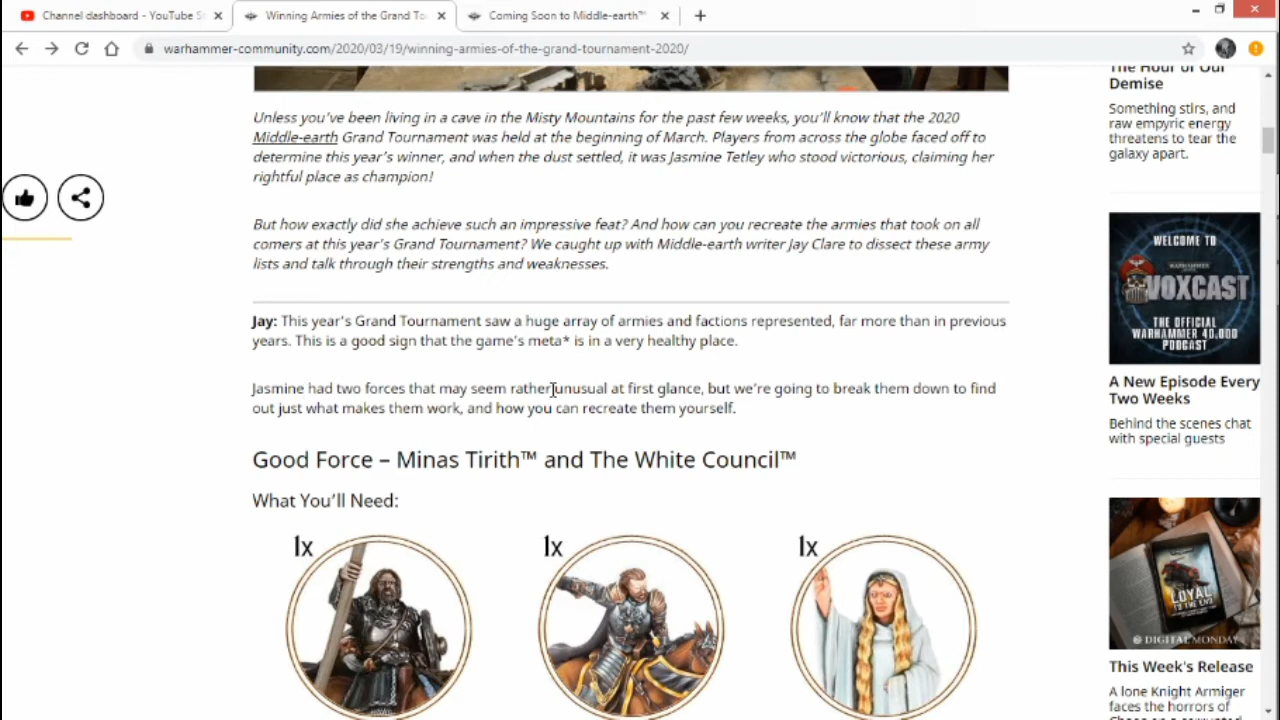 Channel dashboard - YouTube S
Winning Armies of the Grand To
Coming Soon to Middle-earth™
warhammer-community.com/2020/03/19/winning-armies-of-the-grand-tournament-2020/
Unless you've been living in a cave in the Misty Mountains for the past few weeks, you'll know that the 2020
Middle-earth Grand Tournament was held at the beginning of March. Players from across the globe faced off to
determine this year's winner, and when the dust settled, it was Jasmine Tetley who stood victorious, claiming her
rightful place as champion!
But how exactly did she achieve such an impressive feat? And how can you recreate the armies that took on all
comers at this year's Grand Tournament? We caught up with Middle-earth writer Jay Clare to dissect these army
lists and talk through their strengths and weaknesses.
Jay: This year's Grand Tournament saw a huge array of armies and factions represented, far more than in previous
years. This is a good sign that the game's meta* is in a very healthy place.
Jasmine had two forces that may seem rather unusual at first glance, but we're going to break them down to find
out just what makes them work, and how you can recreate them yourself.
Good Force – Minas Tirith™ and The White Council™
What You'll Need:
1x
1x
1x
The Hour of Our
Demise
Something stirs, and
raw empyric energy
threatens to tear the
galaxy apart.
WELCOME TO
WARHAMMER
VOXCAST
THE OFFICIAL
WARHAMMER 40,000
PODCAST
A New Episode Every
Two Weeks
Behind the scenes chat
with special guests
LOYAL
TO THE END
DIGITAL MONDAY
This Week's Release
A lone Knight Armiger
faces the horrors of